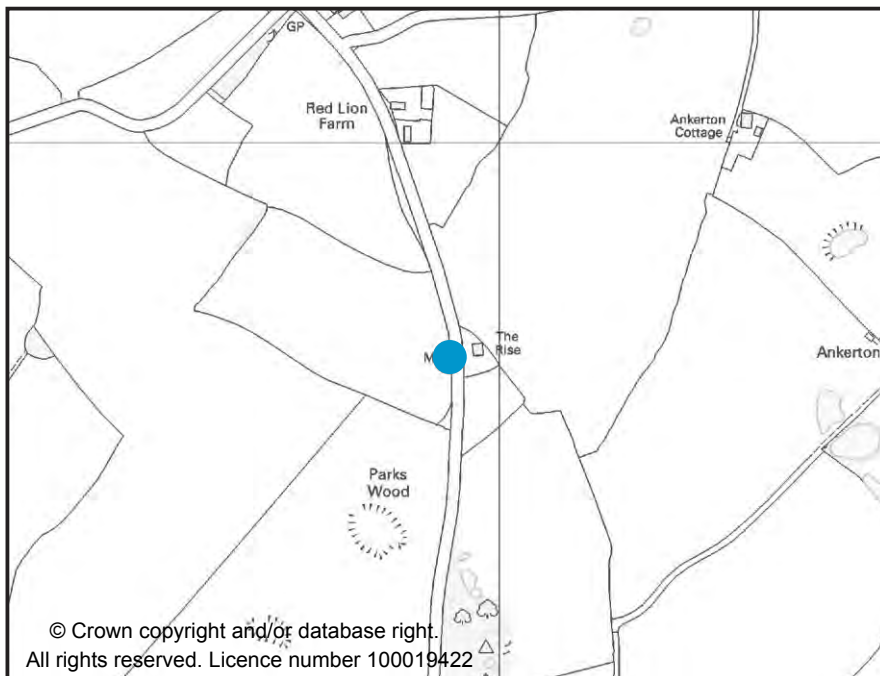 GP
Red Lion
Farm
Ankerton
Cottage
The
Rise
M
Ankerton
Parks
Wood
© Crown copyright and/or database right.
All rights reserved. Licence number 100019422